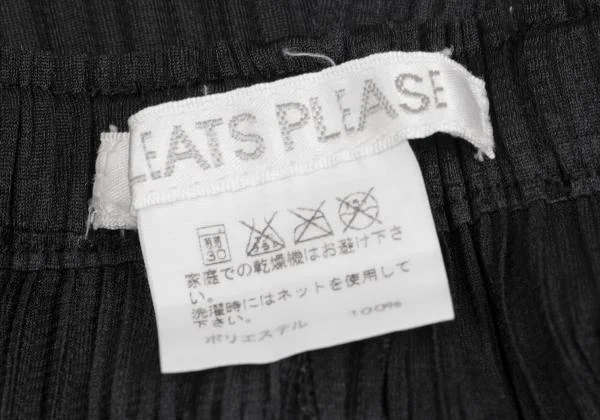 LEATS PLEASE
弱
30
家庭での乾燥機はお避け下さ
い。
洗濯時にはネットを使用して
下さい。
ポリエステル 100%